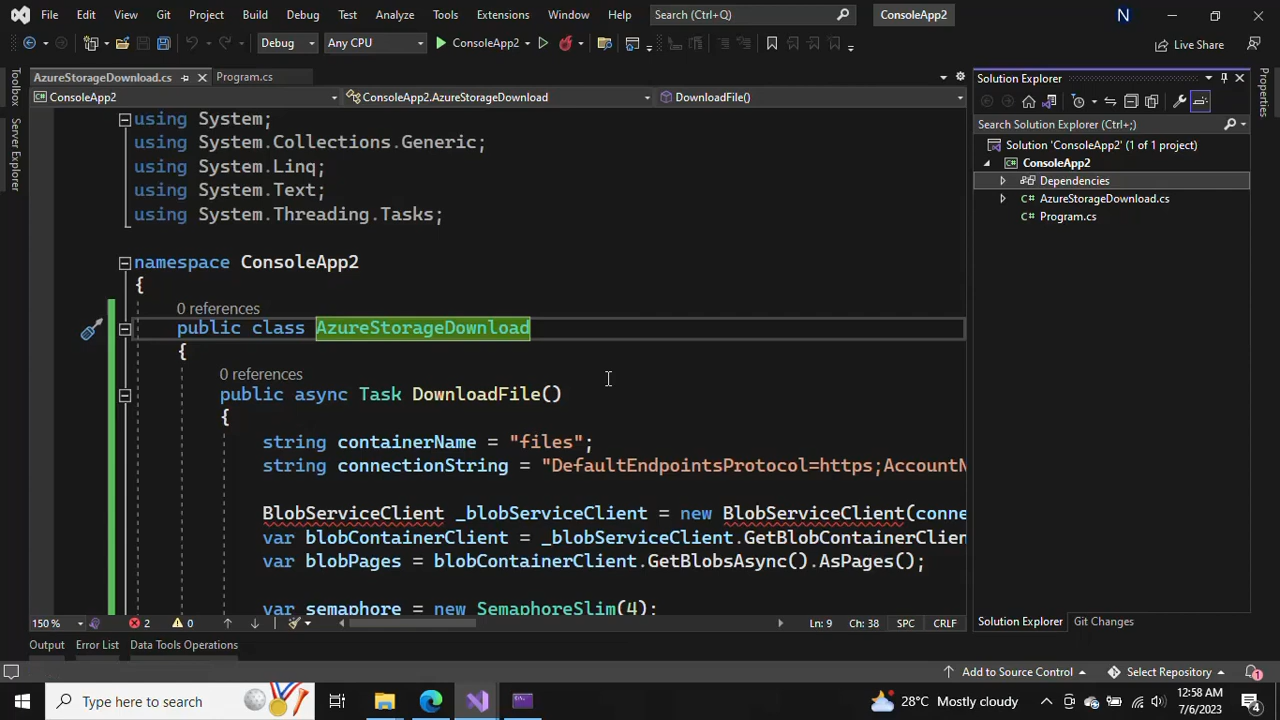 File Edit View Git Project Build Debug Test Analyze Tools Extensions Window Help Search (Ctrl+Q) ConsoleApp2 N
Debug Any CPU ConsoleApp2 Live Share
AzureStorageDownload.cs Program.cs
ConsoleApp2 ConsoleApp2.AzureStorageDownload DownloadFile()
Toolbox
Server Explorer
using System;
using System.Collections.Generic;
using System.Linq;
using System.Text;
using System.Threading.Tasks;
namespace ConsoleApp2
{
0 references
public class AzureStorageDownload
{
0 references
public async Task DownloadFile()
{
string containerName = "files";
string connectionString = "DefaultEndpointsProtocol=https;AccountN
BlobServiceClient _blobServiceClient = new BlobServiceClient(conne
var blobContainerClient = _blobServiceClient.GetBlobContainerClien
var blobPages = blobContainerClient.GetBlobsAsync().AsPages();
var semaphore = new SemaphoreSlim(4);
150 % 2 0 Ln: 9 Ch: 38 SPC CRLF
Output Error List Data Tools Operations
Solution Explorer
Search Solution Explorer (Ctrl+;)
Solution 'ConsoleApp2' (1 of 1 project)
ConsoleApp2
Dependencies
C# AzureStorageDownload.cs
C# Program.cs
Solution Explorer Git Changes
Properties
Add to Source Control Select Repository 1
Type here to search 28°C Mostly cloudy 12:58 AM
7/6/2023 4